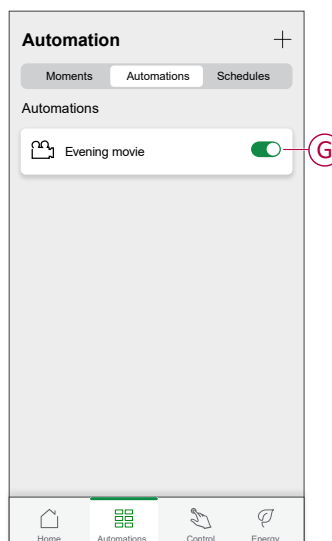 Automation
Moments Automations Schedules
Automations
Evening movie
G
Home Automations Control Energy